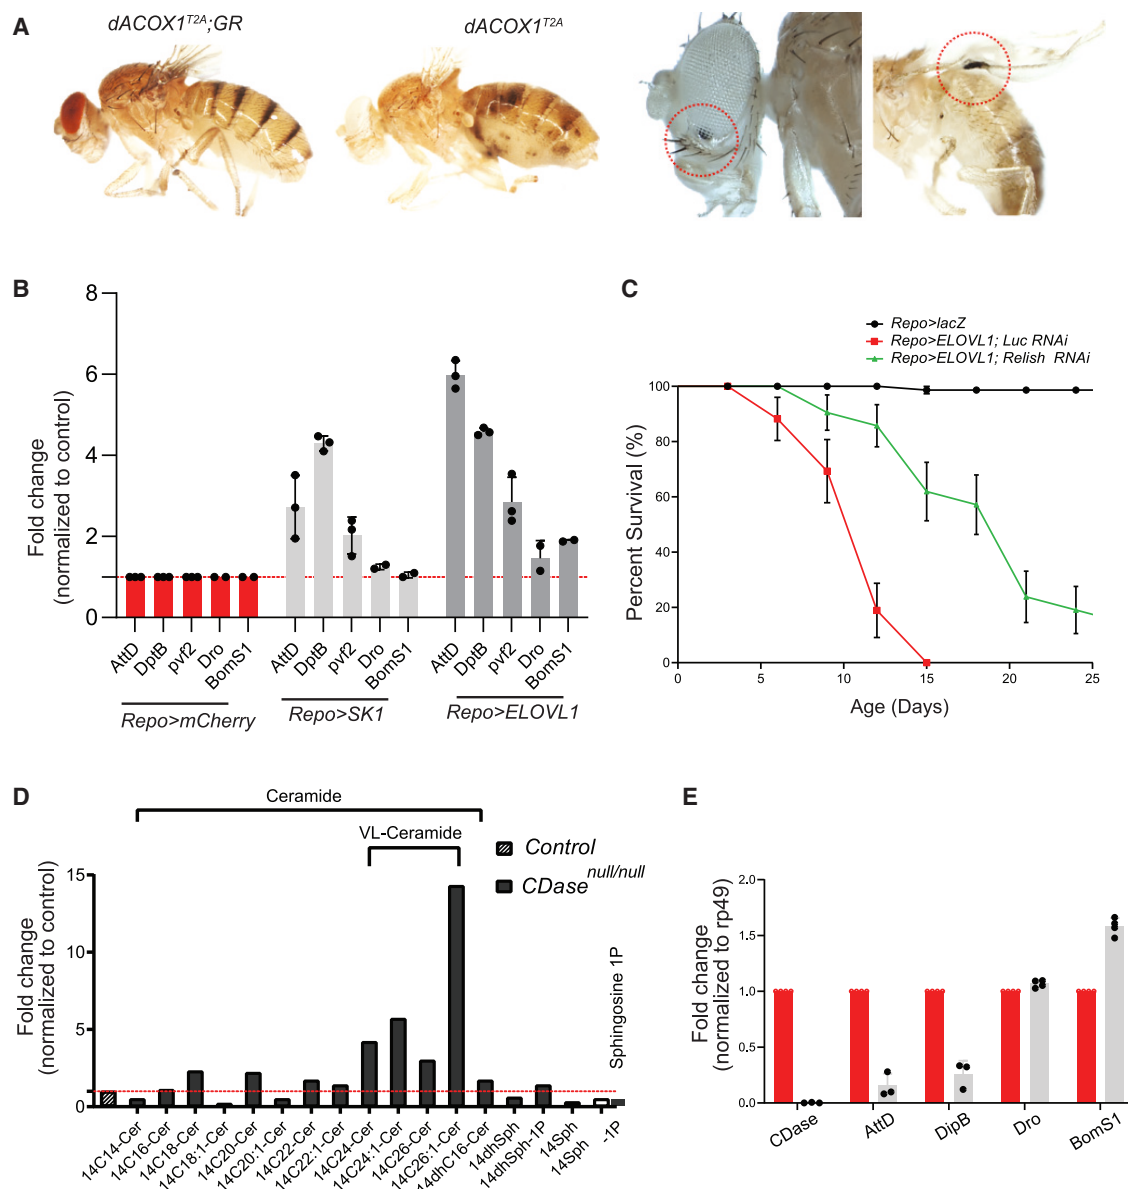 A
dACOX1^T2A;GR
dACOX1^T2A
B
Fold change
(normalized to control)
8
6
4
2
0
AttD
DptB
pvf2
Dro
BomS1
AttD
DptB
pvf2
Dro
BomS1
AttD
DptB
pvf2
Dro
BomS1
Repo>mCherry
Repo>SK1
Repo>ELOVL1
C
Repo>lacZ
Repo>ELOVL1; Luc RNAi
Repo>ELOVL1; Relish RNAi
Percent Survival (%)
100
80
60
40
20
0
0
5
10
15
20
25
Age (Days)
D
Ceramide
VL-Ceramide
Control
CDase^null/null
Fold change
(normalized to control)
15
10
5
0
Sphingosine 1P
14C14-Cer
14C16-Cer
14C18-Cer
14C18:1-Cer
14C20-Cer
14C20:1-Cer
14C22-Cer
14C22:1-Cer
14C24-Cer
14C24:1-Cer
14C26-Cer
14C26:1-Cer
14dhC16-Cer
14dhSph
14dhSph-1P
14Sph
14Sph
-1P
E
Fold change
(normalized to rp49)
2.0
1.5
1.0
0.5
0.0
CDase
AttD
DipB
Dro
BomS1